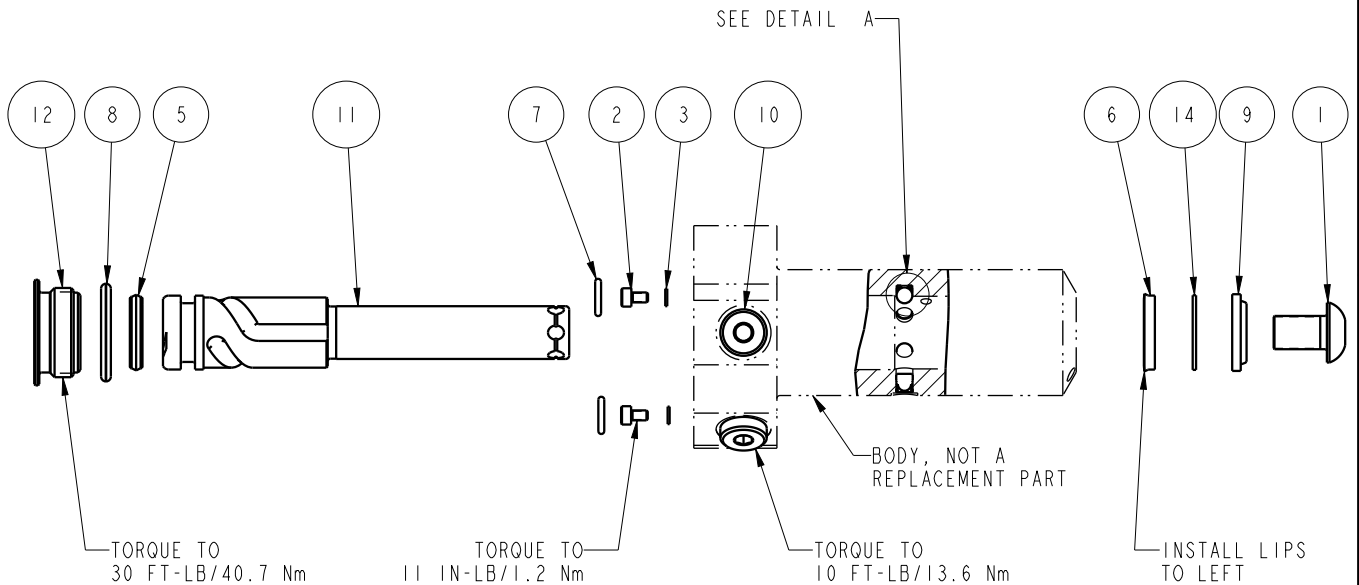 SEE DETAIL A
12 8 5 11 7 2 3 10 6 14 9 1
BODY, NOT A
REPLACEMENT PART
TORQUE TO
30 FT-LB/40.7 Nm
TORQUE TO
11 IN-LB/1.2 Nm
TORQUE TO
10 FT-LB/13.6 Nm
INSTALL LIPS
TO LEFT